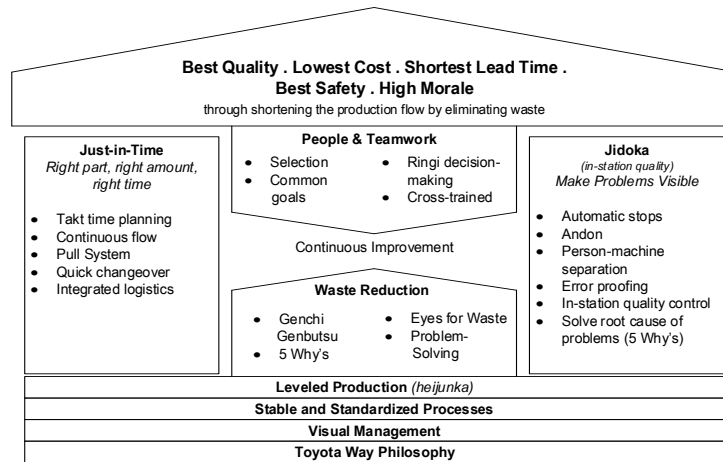 Best Quality . Lowest Cost . Shortest Lead Time .
Best Safety . High Morale
through shortening the production flow by eliminating waste
Just-in-Time
Right part, right amount,
right time
● Takt time planning
● Continuous flow
● Pull System
● Quick changeover
● Integrated logistics
People & Teamwork
● Selection
● Common
goals
● Ringi decision-
making
● Cross-trained
Continuous Improvement
Waste Reduction
● Genchi
Genbutsu
● 5 Why's
● Eyes for Waste
● Problem-
Solving
Jidoka
(in-station quality)
Make Problems Visible
● Automatic stops
● Andon
● Person-machine
separation
● Error proofing
● In-station quality control
● Solve root cause of
problems (5 Why's)
Leveled Production (heijunka)
Stable and Standardized Processes
Visual Management
Toyota Way Philosophy